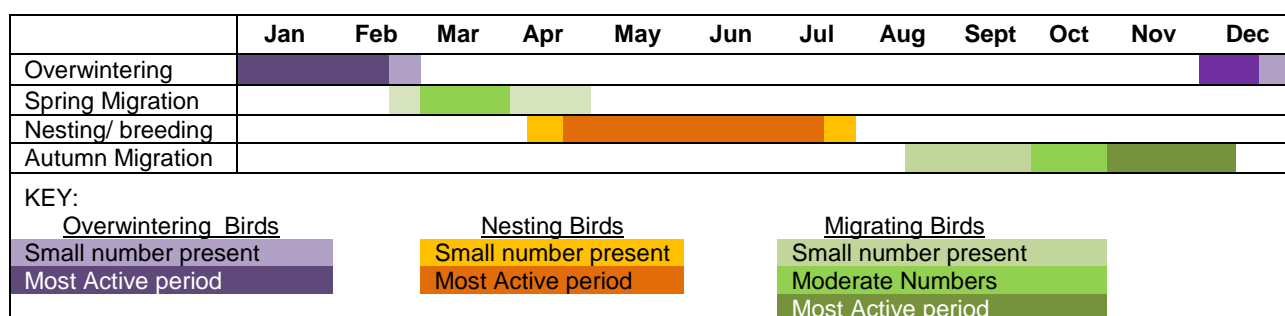 Jan Feb Mar Apr May Jun Jul Aug Sept Oct Nov Dec
Overwintering
Spring Migration
Nesting/ breeding
Autumn Migration
KEY:
Overwintering Birds Nesting Birds Migrating Birds
Small number present Small number present Small number present
Most Active period Most Active period Moderate Numbers
Most Active period